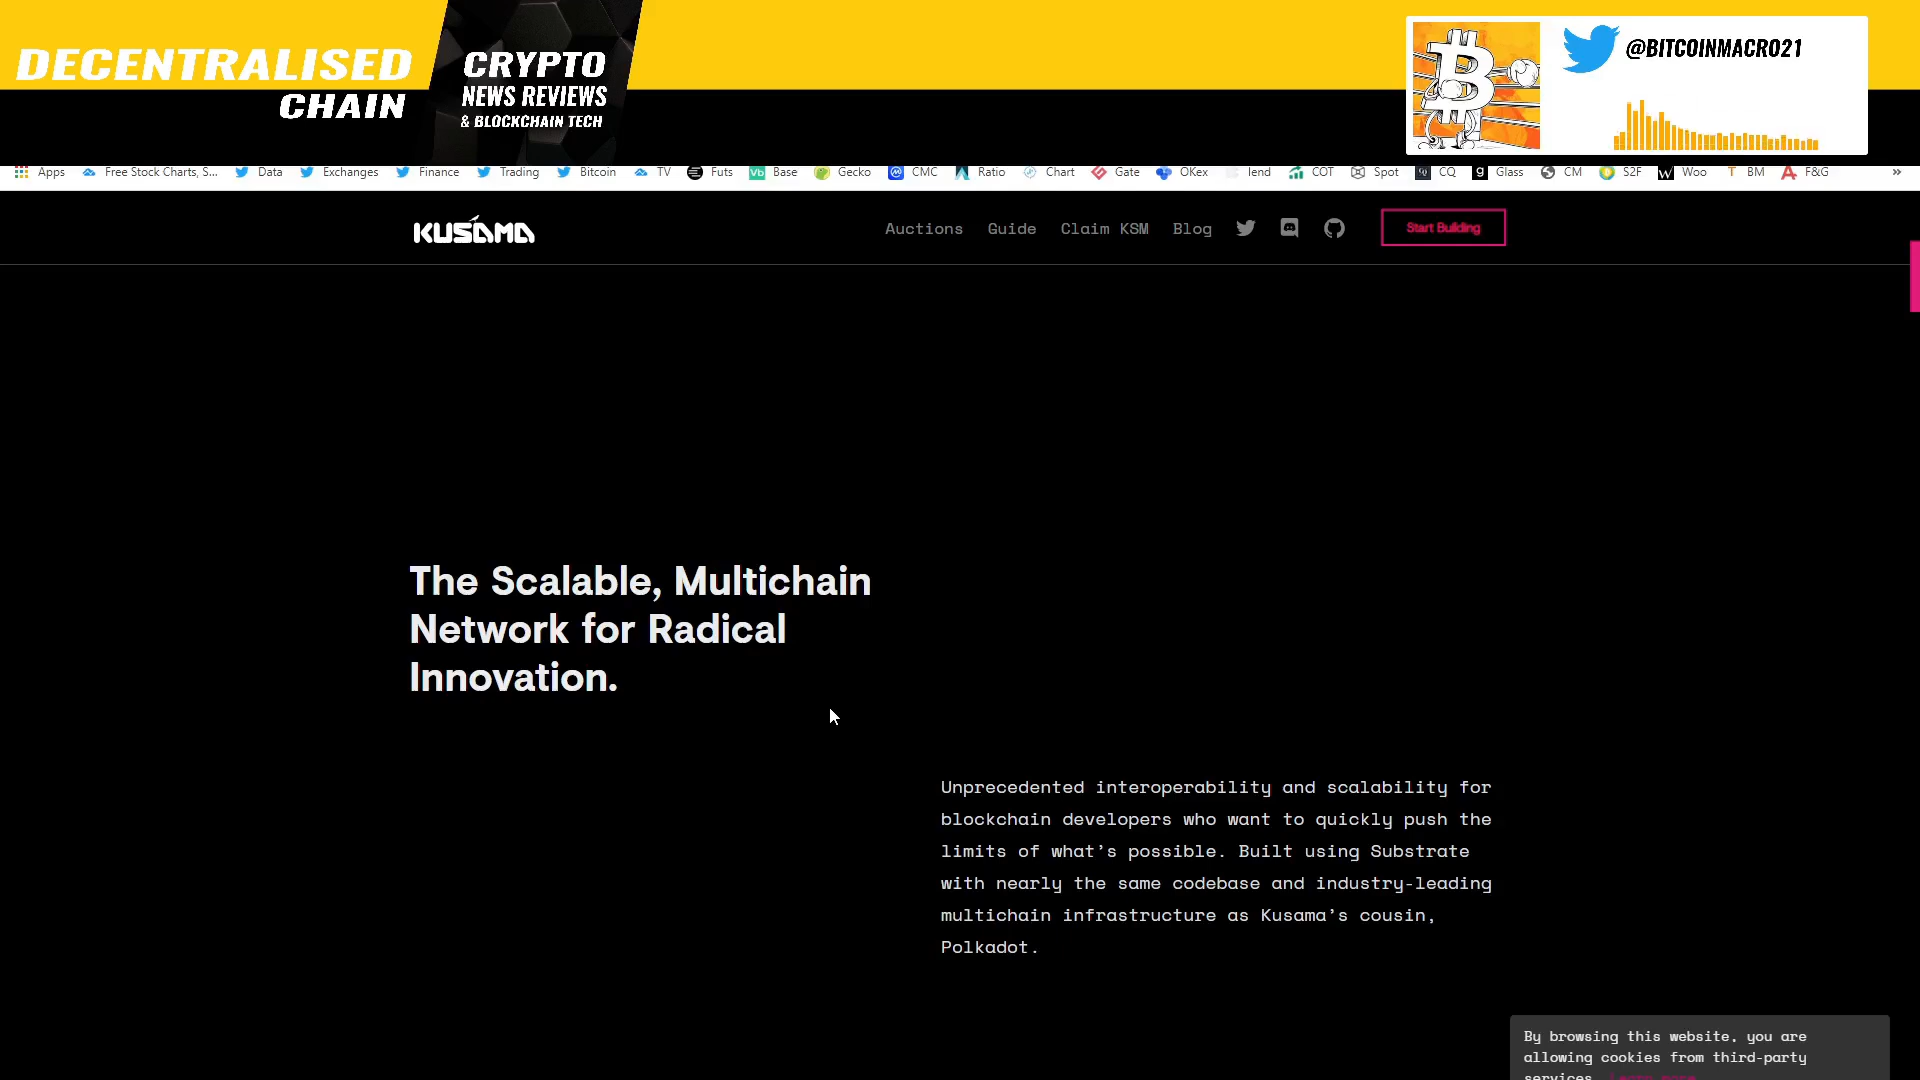 DECENTRALISED
CHAIN
CRYPTO
NEWS REVIEWS
& BLOCKCHAIN TECH
@BITCOINMACRO21
Apps Free Stock Charts, S... Data Exchanges Finance Trading Bitcoin TV Futs Vb Base Gecko CMC Ratio Chart Gate OKex lend COT Spot CQ Glass CM S2F Woo BM F&G »
KUSAMA Auctions Guide Claim KSM Blog Start Building
The Scalable, Multichain
Network for Radical
Innovation.
Unprecedented interoperability and scalability for
blockchain developers who want to quickly push the
limits of what's possible. Built using Substrate
with nearly the same codebase and industry-leading
multichain infrastructure as Kusama's cousin,
Polkadot.
By browsing this website, you are
allowing cookies from third-party
services. Learn more